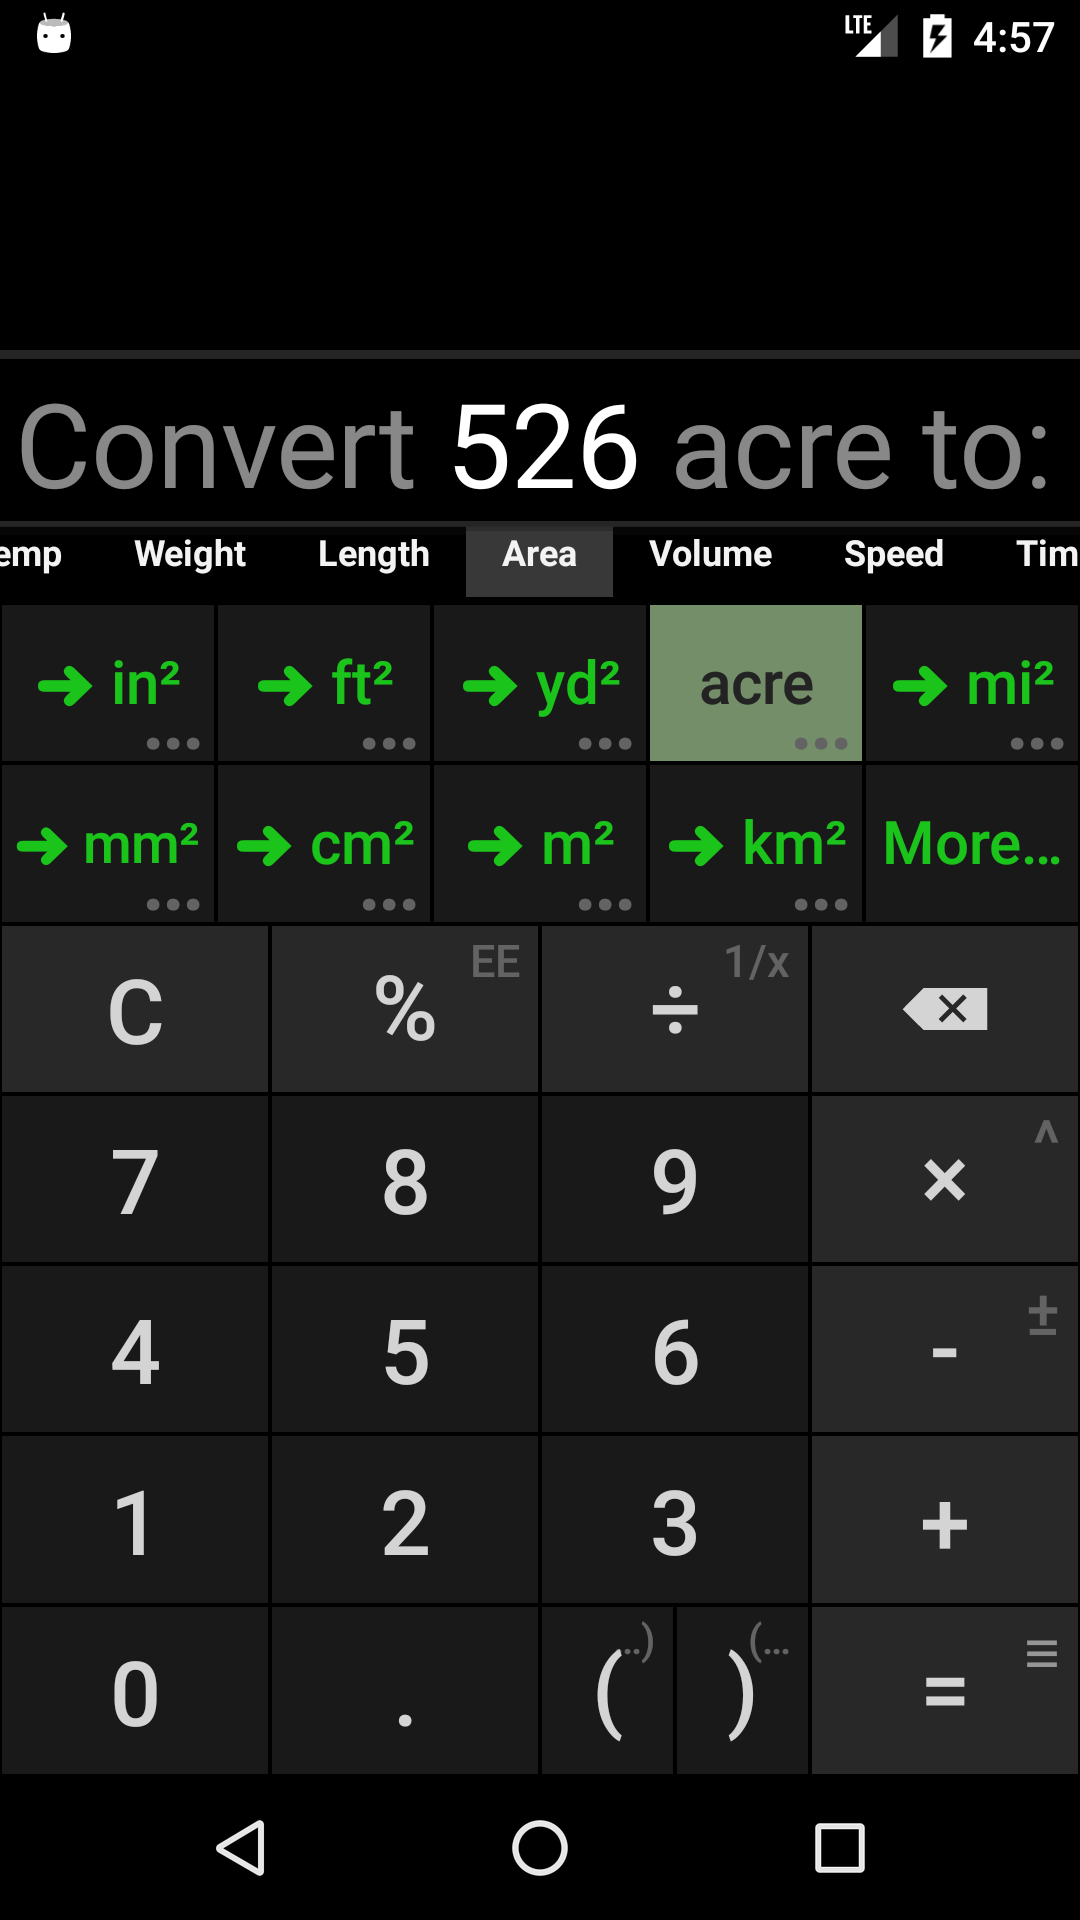 LTE 4:57
Convert 526 acre to:
emp Weight Length Area Volume Speed Tim
→ in² → ft² → yd² acre → mi²
→ mm² → cm² → m² → km² More...
C % EE ÷ 1/x
7 8 9 × ^
4 5 6 - ±
1 2 3 +
0 . ( ..) ) (... =